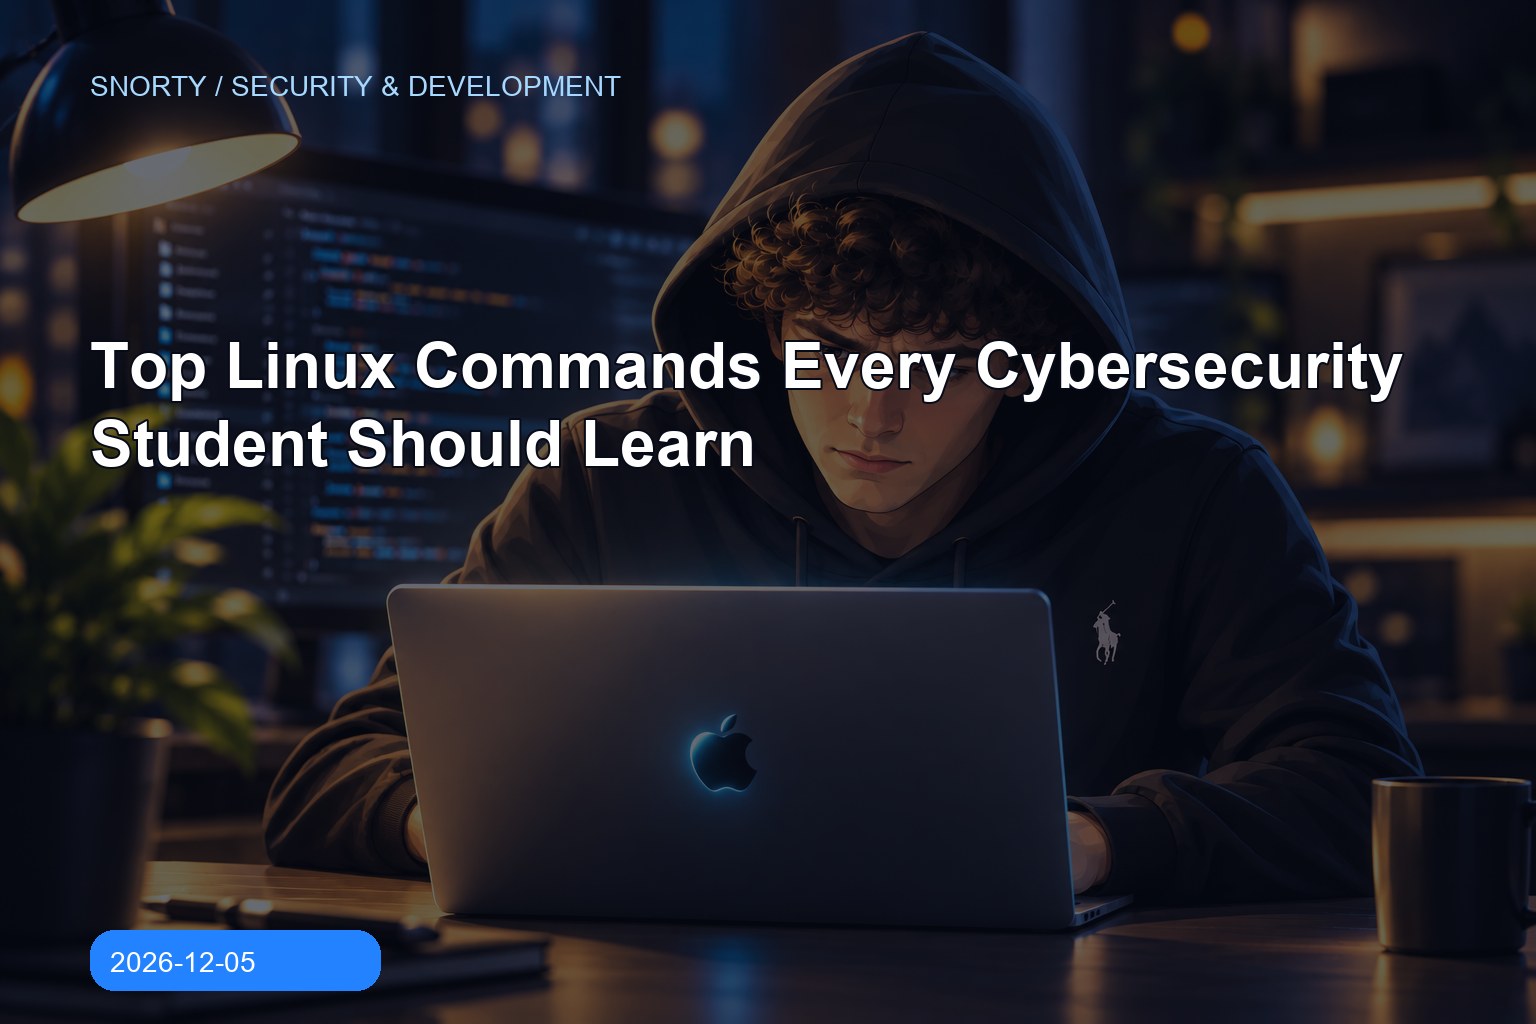 SNORTY / SECURITY & DEVELOPMENT
Top Linux Commands Every Cybersecurity
Student Should Learn
2026-12-05